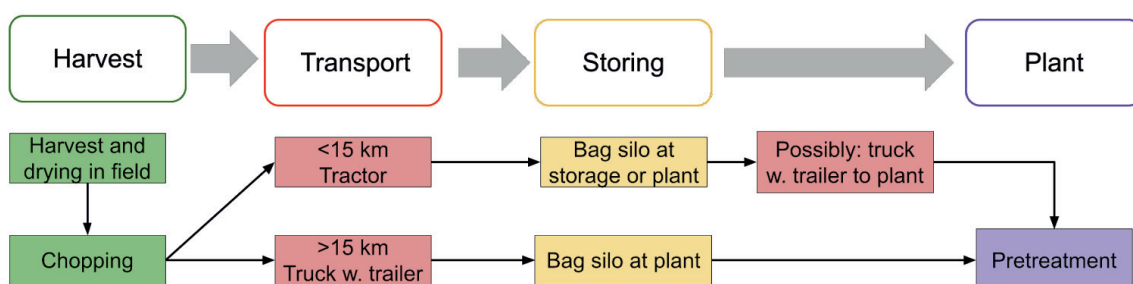 Harvest
Transport
Storing
Plant
Harvest and
drying in field
<15 km
Tractor
Bag silo at
storage or plant
Possibly: truck
w. trailer to plant
Chopping
>15 km
Truck w. trailer
Bag silo at plant
Pretreatment